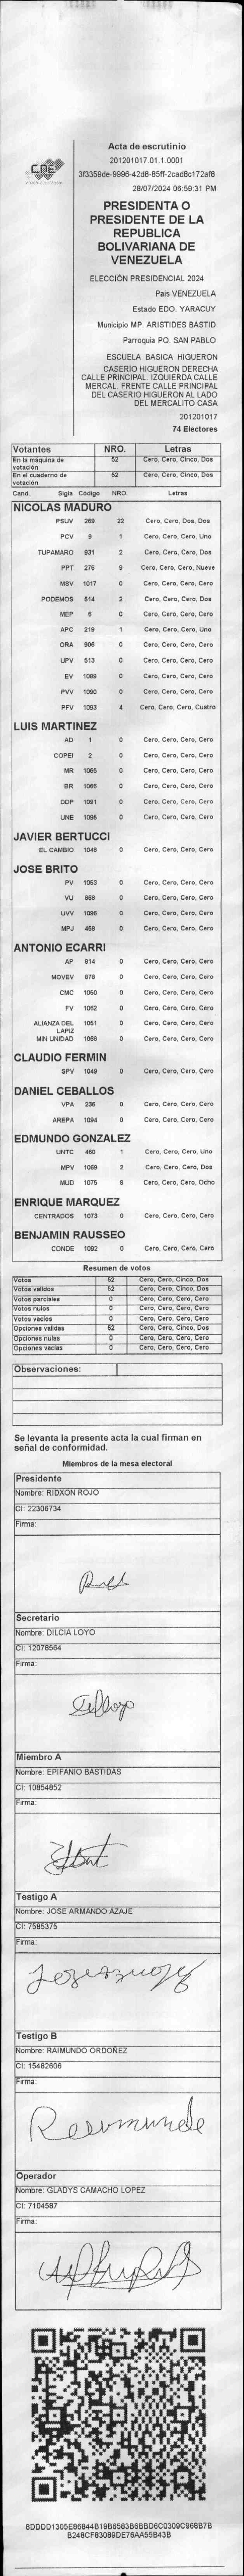 CNE
Acta de escrutinio
201201017.01.1.0001
3f3359de-9996-42d8-85ff-2cad8c172af8
28/07/2024 06:59:31 PM
PRESIDENTA O
PRESIDENTE DE LA
REPUBLICA
BOLIVARIANA DE
VENEZUELA
ELECCIÓN PRESIDENCIAL 2024
Pais VENEZUELA
Estado EDO. YARACUY
Municipio MP. ARISTIDES BASTID
Parroquia PQ. SAN PABLO
ESCUELA BASICA HIGUERON
CASERIO HIGUERON DERECHA
CALLE PRINCIPAL. IZQUIERDA CALLE
MERCAL. FRENTE CALLE PRINCIPAL
DEL CASERIO HIGUERON AL LADO
DEL MERCALITO CASA
201201017
74 Electores
Votantes NRO. Letras
En la máquina de votación 52 Cero, Cero, Cinco, Dos
En el cuaderno de votación 52 Cero, Cero, Cinco, Dos
Cand. Sigla Código NRO. Letras
NICOLAS MADURO
PSUV 269 22 Cero, Cero, Dos, Dos
PCV 9 1 Cero, Cero, Cero, Uno
TUPAMARO 931 2 Cero, Cero, Cero, Dos
PPT 276 9 Cero, Cero, Cero, Nueve
MSV 1017 0 Cero, Cero, Cero, Cero
PODEMOS 514 2 Cero, Cero, Cero, Dos
MEP 6 0 Cero, Cero, Cero, Cero
APC 219 1 Cero, Cero, Cero, Uno
ORA 906 0 Cero, Cero, Cero, Cero
UPV 513 0 Cero, Cero, Cero, Cero
EV 1089 0 Cero, Cero, Cero, Cero
PVV 1090 0 Cero, Cero, Cero, Cero
PFV 1093 4 Cero, Cero, Cero, Cuatro
LUIS MARTINEZ
AD 1 0 Cero, Cero, Cero, Cero
COPEI 2 0 Cero, Cero, Cero, Cero
MR 1065 0 Cero, Cero, Cero, Cero
BR 1066 0 Cero, Cero, Cero, Cero
DDP 1091 0 Cero, Cero, Cero, Cero
UNE 1095 0 Cero, Cero, Cero, Cero
JAVIER BERTUCCI
EL CAMBIO 1048 0 Cero, Cero, Cero, Cero
JOSE BRITO
PV 1053 0 Cero, Cero, Cero, Cero
VU 868 0 Cero, Cero, Cero, Cero
UVV 1096 0 Cero, Cero, Cero, Cero
MPJ 458 0 Cero, Cero, Cero, Cero
ANTONIO ECARRI
AP 814 0 Cero, Cero, Cero, Cero
MOVEV 879 0 Cero, Cero, Cero, Cero
CMC 1050 0 Cero, Cero, Cero, Cero
FV 1052 0 Cero, Cero, Cero, Cero
ALIANZA DEL LAPIZ 1051 0 Cero, Cero, Cero, Cero
MIN UNIDAD 1068 0 Cero, Cero, Cero, Cero
CLAUDIO FERMIN
SPV 1049 0 Cero, Cero, Cero, Cero
DANIEL CEBALLOS
VPA 236 0 Cero, Cero, Cero, Cero
AREPA 1094 0 Cero, Cero, Cero, Cero
EDMUNDO GONZALEZ
UNTC 460 1 Cero, Cero, Cero, Uno
MPV 1069 2 Cero, Cero, Cero, Dos
MUD 1075 8 Cero, Cero, Cero, Ocho
ENRIQUE MARQUEZ
CENTRADOS 1073 0 Cero, Cero, Cero, Cero
BENJAMIN RAUSSEO
CONDE 1092 0 Cero, Cero, Cero, Cero
Resumen de votos
Votos 52 Cero, Cero, Cinco, Dos
Votos validos 52 Cero, Cero, Cinco, Dos
Votos parciales 0 Cero, Cero, Cero, Cero
Votos nulos 0 Cero, Cero, Cero, Cero
Votos vacios 0 Cero, Cero, Cero, Cero
Opciones validas 52 Cero, Cero, Cinco, Dos
Opciones nulas 0 Cero, Cero, Cero, Cero
Opciones vacias 0 Cero, Cero, Cero, Cero
Observaciones:
Se levanta la presente acta la cual firman en
señal de conformidad.
Miembros de la mesa electoral
Presidente
Nombre: RIDXON ROJO
CI: 22306734
Firma:
Secretario
Nombre: DILCIA LOYO
CI: 12078564
Firma:
Miembro A
Nombre: EPIFANIO BASTIDAS
CI: 10854852
Firma:
Testigo A
Nombre: JOSE ARMANDO AZAJE
CI: 7585375
Firma:
Testigo B
Nombre: RAIMUNDO ORDOÑEZ
CI: 15482606
Firma:
Operador
Nombre: GLADYS CAMACHO LOPEZ
CI: 7104587
Firma:
8DDDD1305E86844B19B6583B6BBD6C0309C968B7B
B248CF83089DE76AA55B43B